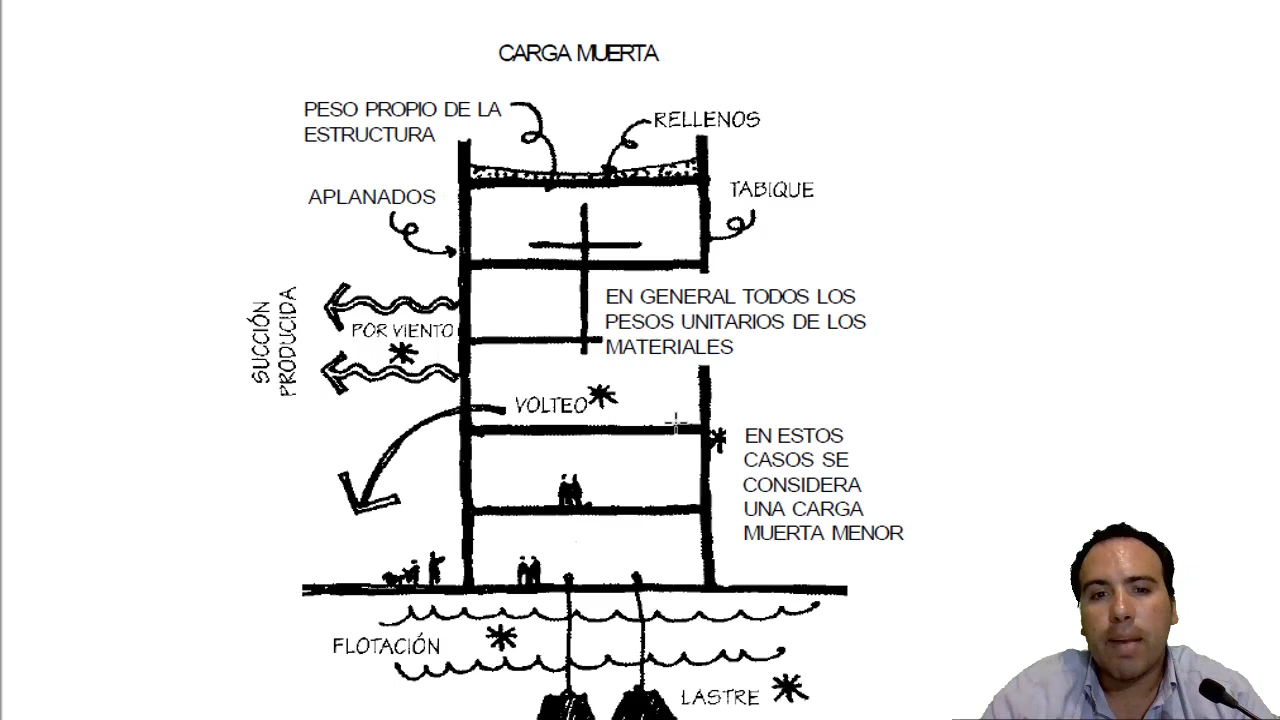 CARGA MUERTA
PESO PROPIO DE LA
ESTRUCTURA
RELLENOS
TABIQUE
APLANADOS
SUCCIÓN
PRODUCIDA
POR VIENTO
EN GENERAL TODOS LOS
PESOS UNITARIOS DE LOS
MATERIALES
VOLTEO
EN ESTOS
CASOS SE
CONSIDERA
UNA CARGA
MUERTA MENOR
FLOTACIÓN
LASTRE